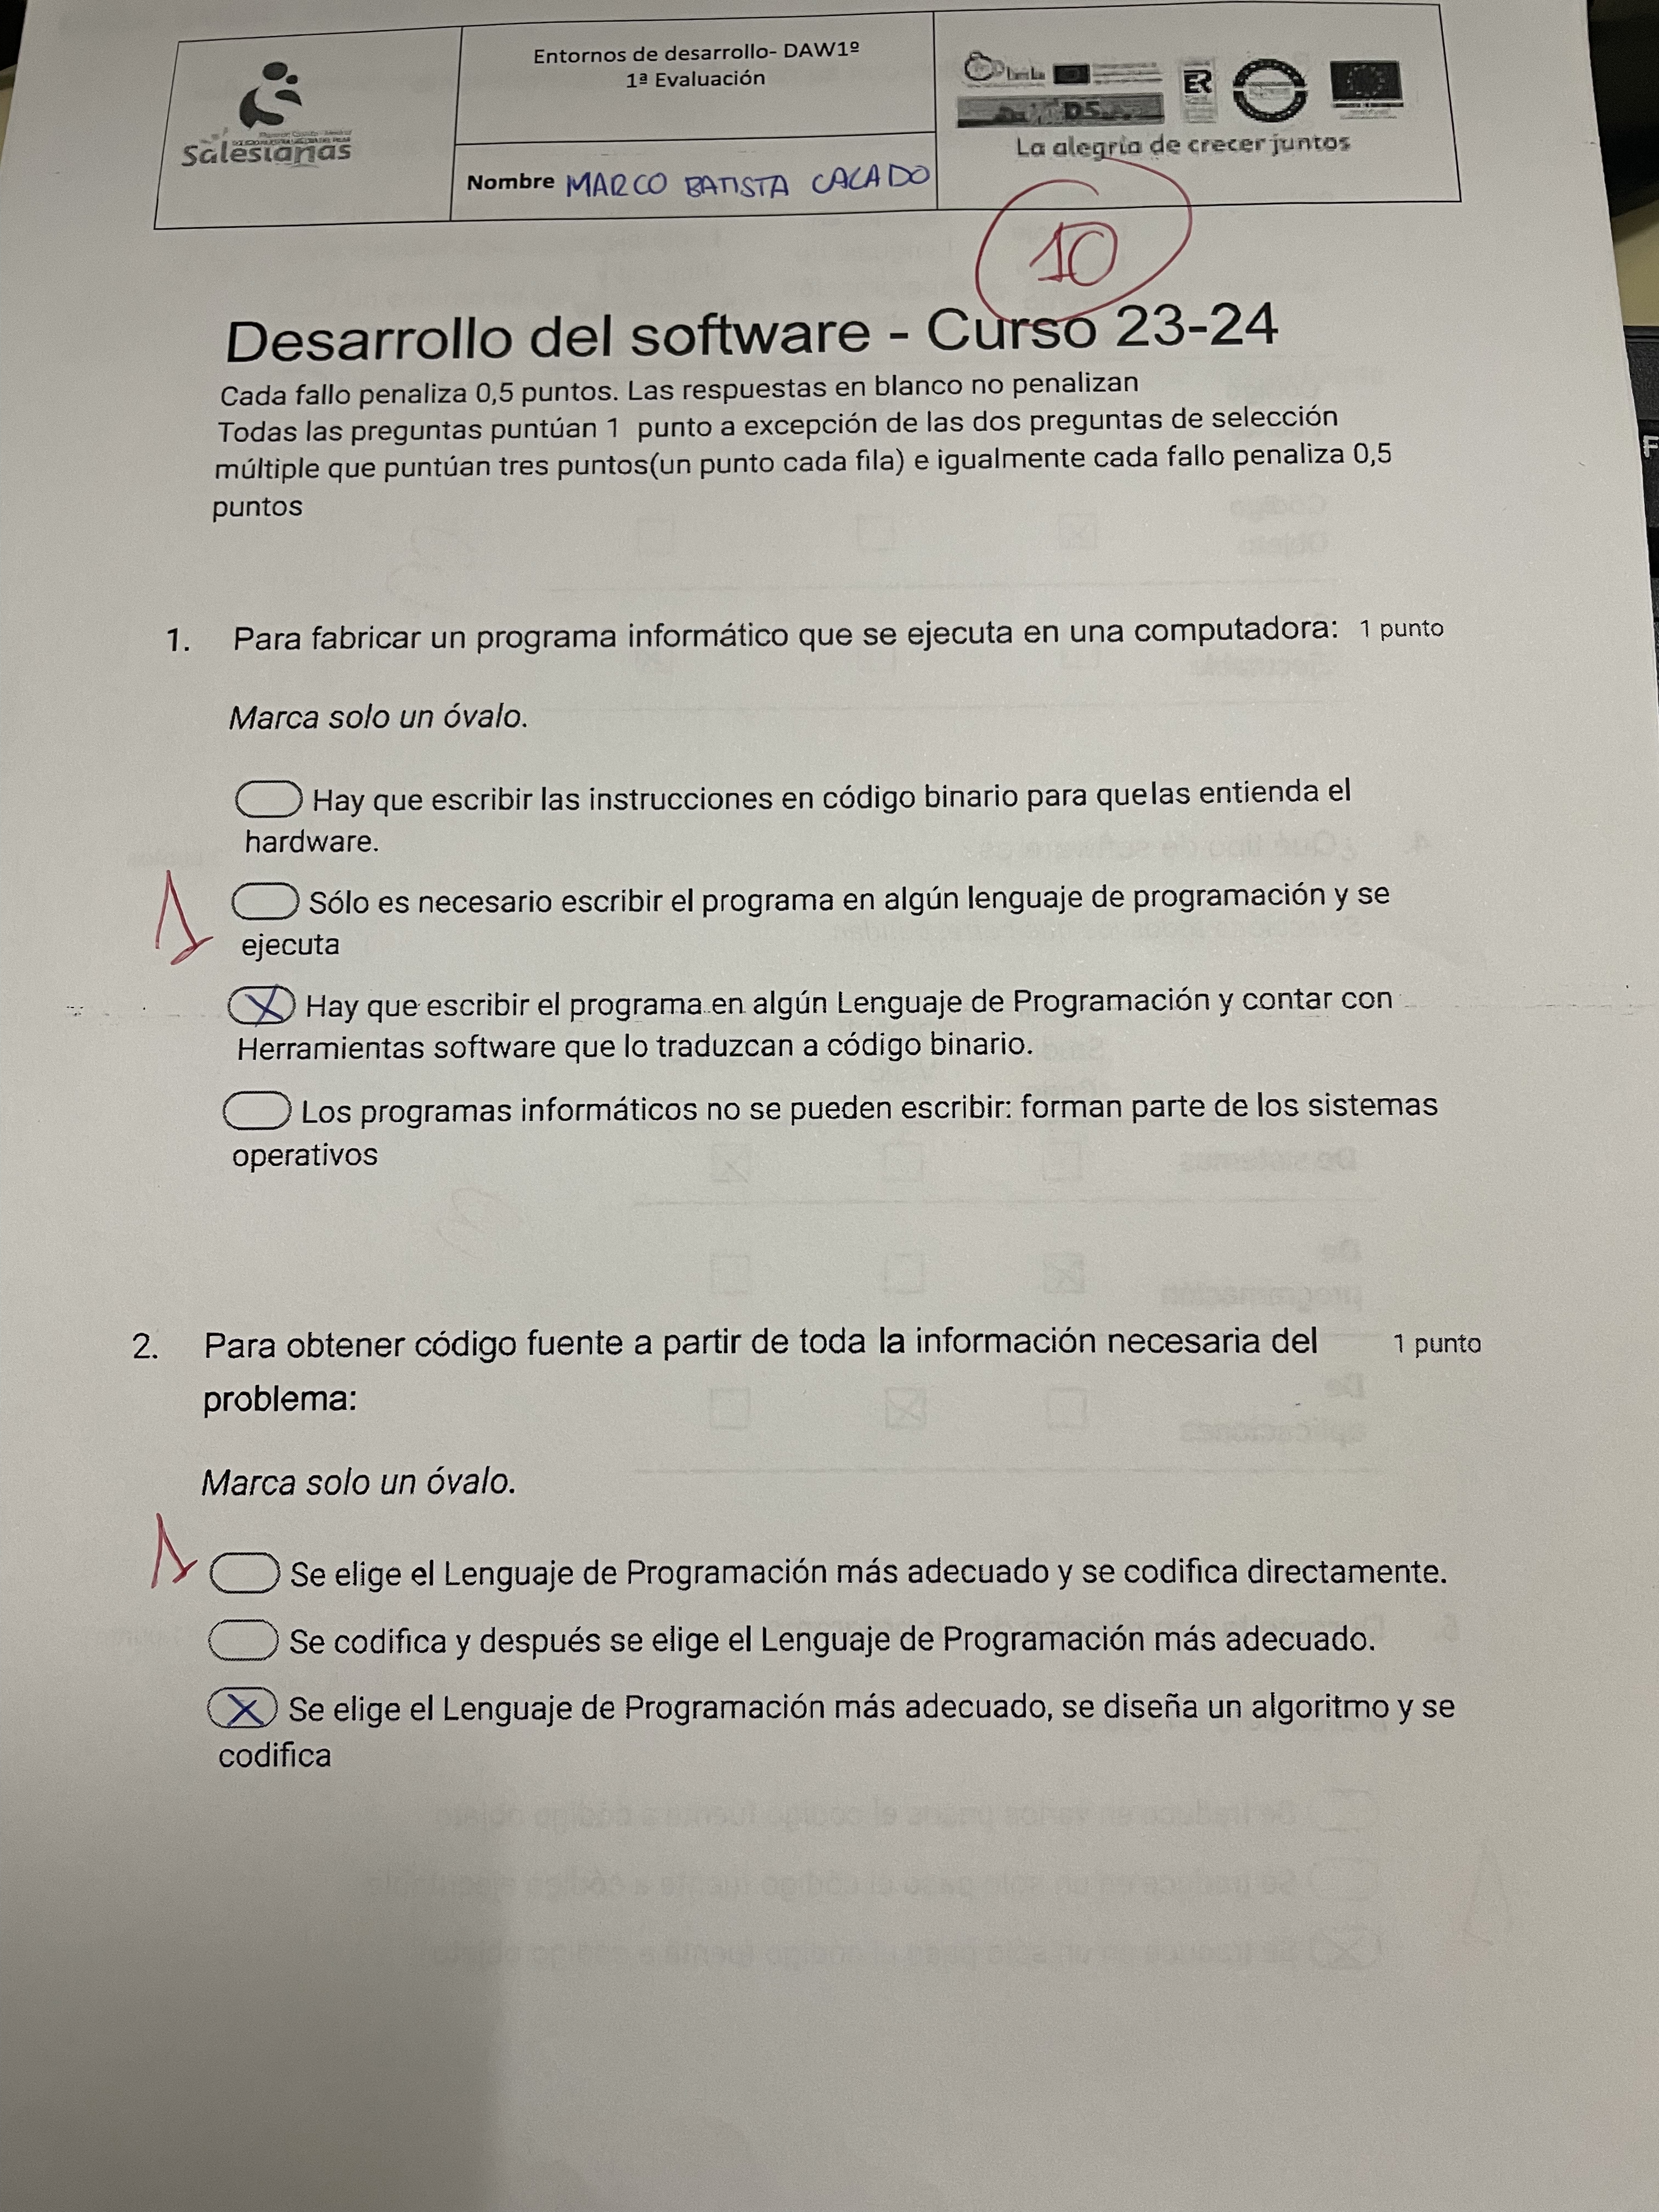 Entornos de desarrollo- DAW1º
1ª Evaluación
Salesianas
Nombre MARCO BATISTA CALADO
La alegría de crecer juntos
10
Desarrollo del software - Curso 23-24
Cada fallo penaliza 0,5 puntos. Las respuestas en blanco no penalizan
Todas las preguntas puntúan 1 punto a excepción de las dos preguntas de selección
múltiple que puntúan tres puntos(un punto cada fila) e igualmente cada fallo penaliza 0,5
puntos
1. Para fabricar un programa informático que se ejecuta en una computadora: 1 punto
Marca solo un óvalo.
Hay que escribir las instrucciones en código binario para quelas entienda el
hardware.
1
Sólo es necesario escribir el programa en algún lenguaje de programación y se
ejecuta
X Hay que escribir el programa en algún Lenguaje de Programación y contar con
Herramientas software que lo traduzcan a código binario.
Los programas informáticos no se pueden escribir: forman parte de los sistemas
operativos
2. Para obtener código fuente a partir de toda la información necesaria del 1 punto
problema:
Marca solo un óvalo.
1
Se elige el Lenguaje de Programación más adecuado y se codifica directamente.
Se codifica y después se elige el Lenguaje de Programación más adecuado.
X Se elige el Lenguaje de Programación más adecuado, se diseña un algoritmo y se
codifica